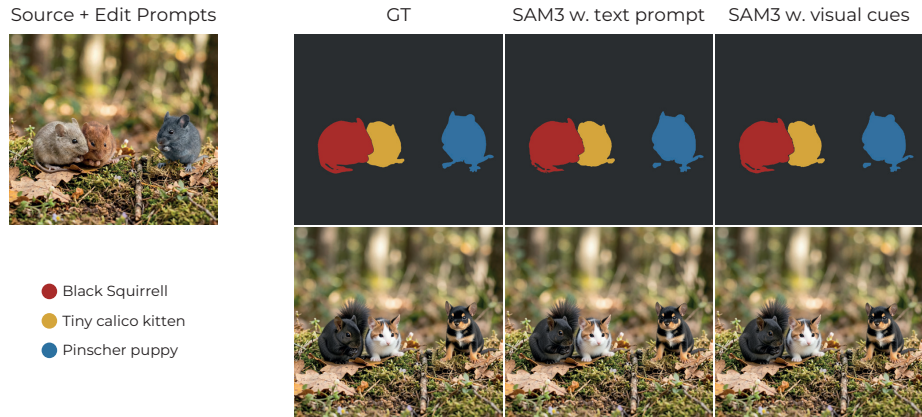 Source + Edit Prompts
GT
SAM3 w. text prompt
SAM3 w. visual cues
Black Squirrell
Tiny calico kitten
Pinscher puppy